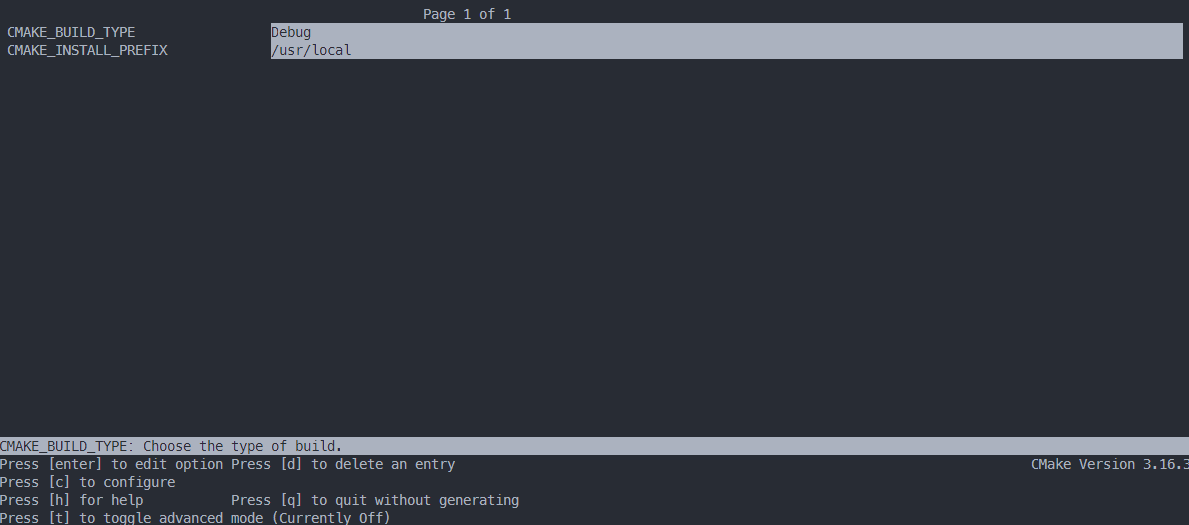 Page 1 of 1
CMAKE_BUILD_TYPE Debug
CMAKE_INSTALL_PREFIX /usr/local
CMAKE_BUILD_TYPE: Choose the type of build.
Press [enter] to edit option Press [d] to delete an entry CMake Version 3.16.3
Press [c] to configure
Press [h] for help Press [q] to quit without generating
Press [t] to toggle advanced mode (Currently Off)